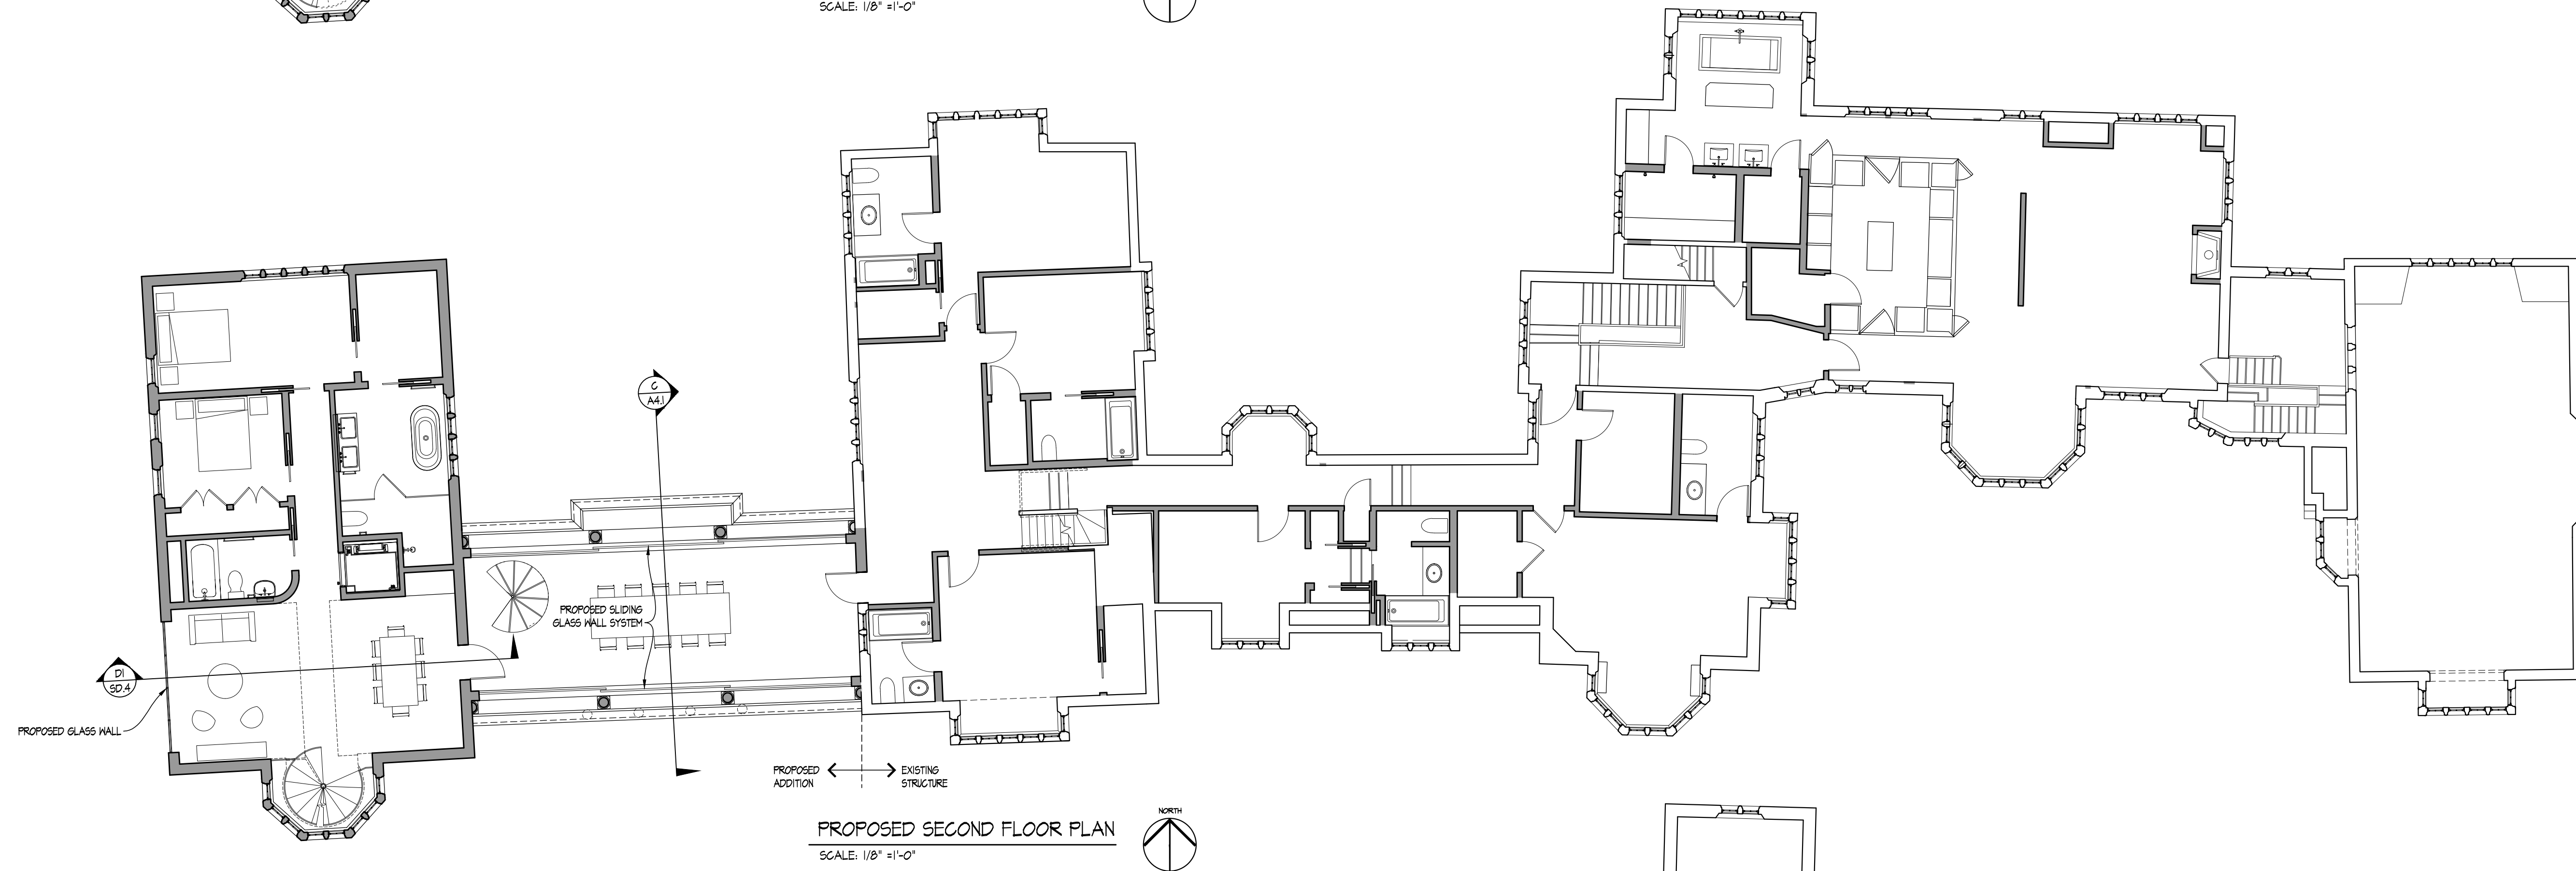 SCALE: 1/8" =1'-0"
C
A4.1
PROPOSED SLIDING
GLASS WALL SYSTEM
D1
SD.4
PROPOSED GLASS WALL
PROPOSED
ADDITION
EXISTING
STRUCTURE
NORTH
PROPOSED SECOND FLOOR PLAN
SCALE: 1/8" =1'-0"